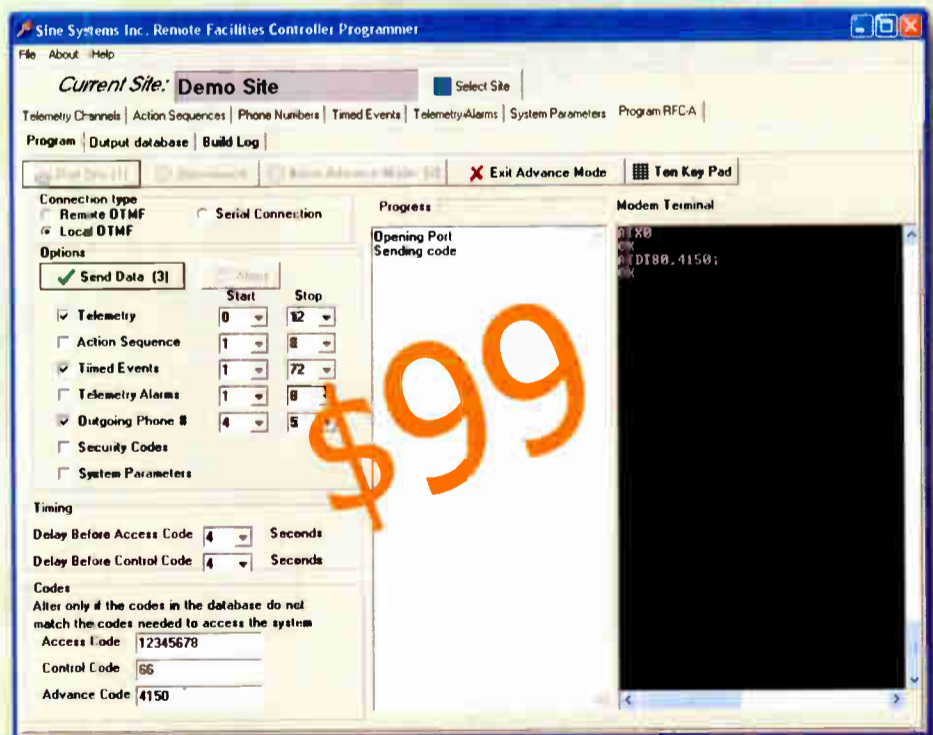 Sine Systems Inc. Remote Facilities Controller Programmer
File About Help
Current Site: Demo Site Select Site
Telemetry Channels Action Sequences Phone Numbers Timed Events Telemetry Alarms System Parameters Program RFC-A
Program Output database Build Log
Exit Advance Mode Ten Key Pad
Connection type
Remote DTMF Serial Connection
Local DTMF
Options
Send Data (3) Abort
Start Stop
Telemetry 0 12
Action Sequence 1 8
Timed Events 1 72
Telemetry Alarms 1 8
Outgoing Phone # 4 5
Security Codes
System Parameters
Timing
Delay Before Access Code 4 Seconds
Delay Before Control Code 4 Seconds
Codes
Alter only if the codes in the database do not
match the codes needed to access the system
Access Code 12345678
Control Code 66
Advance Code 4150
Progress
Opening Port
Sending code
$99
Modem Terminal
ATX0
OK
ATDT80,4150;
OK